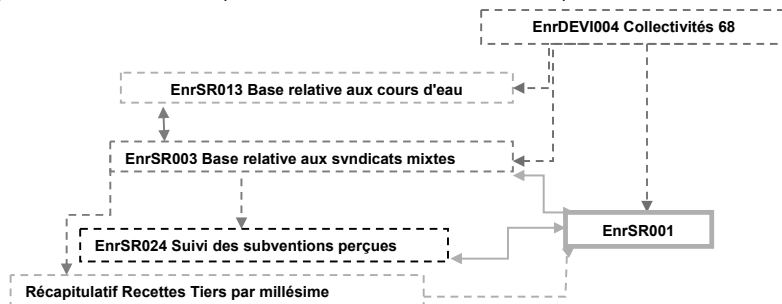 EnrDEVI004 Collectivités 68
EnrSR013 Base relative aux cours d'eau
EnrSR003 Base relative aux svndicats mixtes
EnrSR001
EnrSR024 Suivi des subventions perçues
Récapitulatif Recettes Tiers par millésime